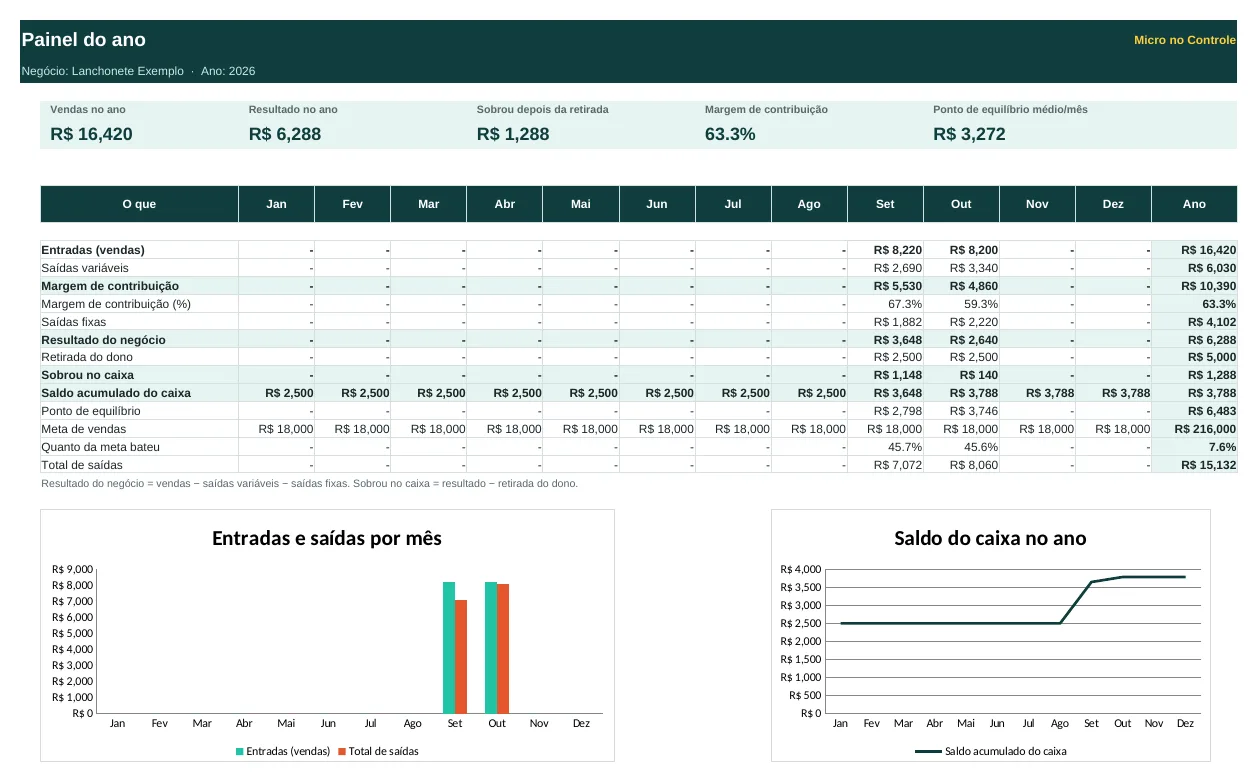 Painel do ano
Micro no Controle
Negócio: Lanchonete Exemplo · Ano: 2026
Vendas no ano Resultado no ano Sobrou depois da retirada Margem de contribuição Ponto de equilíbrio médio/mês
R$ 16,420 R$ 6,288 R$ 1,288 63.3% R$ 3,272
O que Jan Fev Mar Abr Mai Jun Jul Ago Set Out Nov Dez Ano
Entradas (vendas) - - - - - - - - R$ 8,220 R$ 8,200 - - R$ 16,420
Saídas variáveis - - - - - - - - R$ 2,690 R$ 3,340 - - R$ 6,030
Margem de contribuição - - - - - - - - R$ 5,530 R$ 4,860 - - R$ 10,390
Margem de contribuição (%) - - - - - - - - 67.3% 59.3% - - 63.3%
Saídas fixas - - - - - - - - R$ 1,882 R$ 2,220 - - R$ 4,102
Resultado do negócio - - - - - - - - R$ 3,648 R$ 2,640 - - R$ 6,288
Retirada do dono - - - - - - - - R$ 2,500 R$ 2,500 - - R$ 5,000
Sobrou no caixa - - - - - - - - R$ 1,148 R$ 140 - - R$ 1,288
Saldo acumulado do caixa R$ 2,500 R$ 2,500 R$ 2,500 R$ 2,500 R$ 2,500 R$ 2,500 R$ 2,500 R$ 2,500 R$ 3,648 R$ 3,788 R$ 3,788 R$ 3,788 R$ 3,788
Ponto de equilíbrio - - - - - - - - R$ 2,798 R$ 3,746 - - R$ 6,483
Meta de vendas R$ 18,000 R$ 18,000 R$ 18,000 R$ 18,000 R$ 18,000 R$ 18,000 R$ 18,000 R$ 18,000 R$ 18,000 R$ 18,000 R$ 18,000 R$ 18,000 R$ 216,000
Quanto da meta bateu - - - - - - - - 45.7% 45.6% - - 7.6%
Total de saídas - - - - - - - - R$ 7,072 R$ 8,060 - - R$ 15,132
Resultado do negócio = vendas − saídas variáveis − saídas fixas. Sobrou no caixa = resultado − retirada do dono.
Entradas e saídas por mês
R$ 9,000
R$ 8,000
R$ 7,000
R$ 6,000
R$ 5,000
R$ 4,000
R$ 3,000
R$ 2,000
R$ 1,000
R$ 0
Jan Fev Mar Abr Mai Jun Jul Ago Set Out Nov Dez
Entradas (vendas) Total de saídas
Saldo do caixa no ano
R$ 4,000
R$ 3,500
R$ 3,000
R$ 2,500
R$ 2,000
R$ 1,500
R$ 1,000
R$ 500
R$ 0
Jan Fev Mar Abr Mai Jun Jul Ago Set Out Nov Dez
Saldo acumulado do caixa